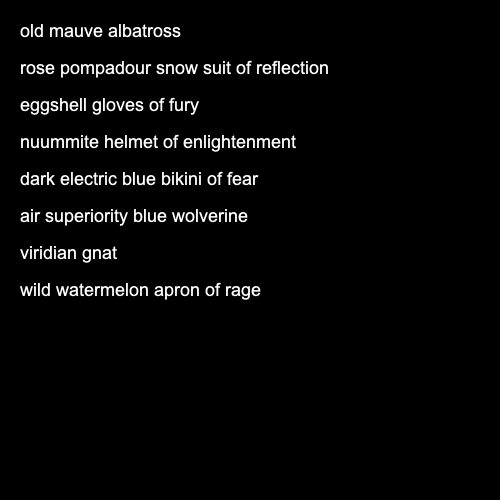 old mauve albatross
rose pompadour snow suit of reflection
eggshell gloves of fury
nuummite helmet of enlightenment
dark electric blue bikini of fear
air superiority blue wolverine
viridian gnat
wild watermelon apron of rage